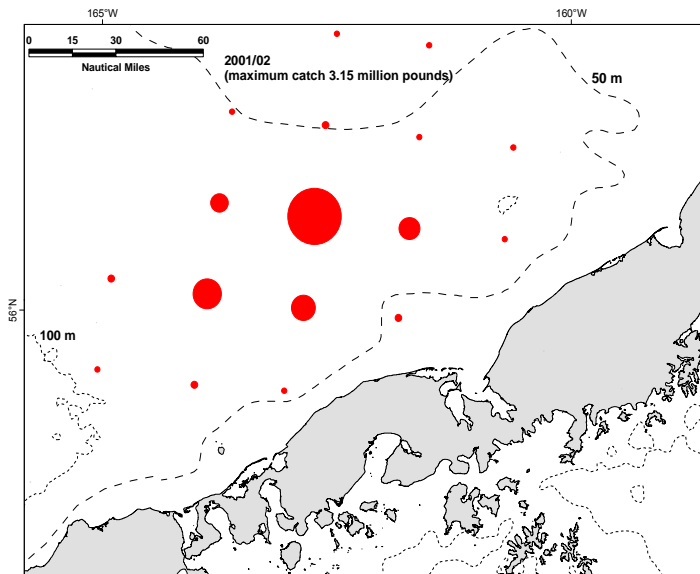 165°W 160°W
0 15 30 60
Nautical Miles
2001/02
(maximum catch 3.15 million pounds)
50 m
56°N
100 m